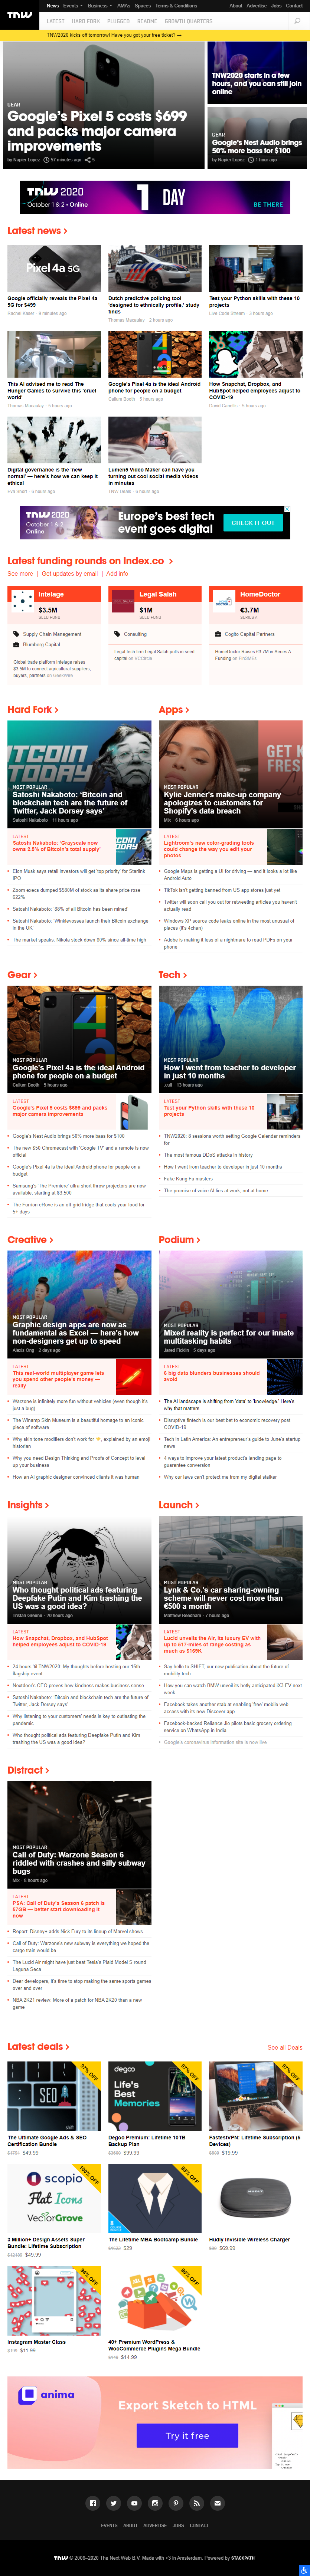 TNW
News Events Business AMAs Spaces Terms & Conditions About Advertise Jobs Contact
LATEST HARD FORK PLUGGED README GROWTH QUARTERS
TNW2020 kicks off tomorrow! Have you got your free ticket? →
GEAR
Google's Pixel 5 costs $699
and packs major camera
improvements
by Napier Lopez 57 minutes ago 5
TNW2020 starts in a few
hours, and you can still join
online
GEAR
Google's Nest Audio brings
50% more bass for $100
by Napier Lopez 1 hour ago
TNW2020
October 1 & 2 • Online
1 DAY
BE THERE
Latest news
Pixel 4a 5G
Google officially reveals the Pixel 4a
5G for $499
Dutch predictive policing tool
'designed to ethnically profile,' study
finds
Thomas Macaulay 2 hours ago
Test your Python skills with these 10
projects
Live Code Stream 3 hours ago
This AI advised me to read The
Hunger Games to survive this 'cruel
world'
Thomas Macaulay 5 hours ago
Google's Pixel 4a is the ideal Android
phone for people on a budget
Callum Booth 5 hours ago
How Snapchat, Dropbox, and
HubSpot helped employees adjust to
COVID-19
David Canellis 5 hours ago
Digital governance is the 'new
normal' — here's how we can keep it
ethical
Lumen5 Video Maker can have you
turning out cool social media videos
in minutes
TNW Deals 6 hours ago
TNW2020
October 1 & 2
Online
Europe's best tech
event goes digital
CHECK IT OUT
Latest funding rounds on Index.co
See more | Get updates by email | Add info
Intelage
$3.5M
SEED FUND
Supply Chain Management
Blumberg Capital
Global trade platform Intelage raises
$3.5M to connect agricultural suppliers,
buyers, partners on GeekWire
Legal Salah
$1M
SEED FUND
Consulting
Legal-tech firm Legal Salah pulls in seed
capital on VCCircle
HomeDoctor
€3.7M
SERIES A
Cogito Capital Partners
HomeDoctor Raises €3.7M in Series A
Funding on FinSMEs
Hard Fork
MOST POPULAR
Satoshi Nakaboto: 'Bitcoin and
blockchain tech are the future of
Twitter, Jack Dorsey says'
Satoshi Nakaboto 11 hours ago
LATEST
Satoshi Nakaboto: 'Grayscale now
owns 2.5% of Bitcoin's total supply'
Elon Musk says retail investors will get 'top priority' for Starlink
IPO
Zoom execs dumped $569M of stock as its share price rose
622%
Satoshi Nakaboto: '88% of all Bitcoin has been mined'
Satoshi Nakaboto: 'Winklevosses launch their Bitcoin exchange
in the UK'
The market speaks: Nikola stock down 80% since all-time high
Apps
MOST POPULAR
Kylie Jenner's make-up company
apologizes to customers for
Shopify's data breach
Mix 6 hours ago
LATEST
Lightroom's new color-grading tools
could change the way you edit your
photos
Google Maps is getting a UI for driving — and it looks a lot like
Android Auto
TikTok isn't getting banned from US app stores just yet
Twitter will soon call you out for retweeting articles you haven't
actually read
Windows XP source code leaks online in the most unusual of
places (it's 4chan)
Adobe is making it less of a nightmare to read PDFs on your
phone
Gear
MOST POPULAR
Google's Pixel 4a is the ideal Android
phone for people on a budget
Callum Booth 5 hours ago
LATEST
Google's Pixel 5 costs $699 and packs
major camera improvements
Google's Nest Audio brings 50% more bass for $100
The new $50 Chromecast with 'Google TV' and a remote is now
official
Google's Pixel 4a is the ideal Android phone for people on a
budget
Samsung's 'The Premiere' ultra short throw projectors are now
available, starting at $3,500
The Furrion eRove is an off-grid fridge that cools your food for
5+ days
Tech
MOST POPULAR
How I went from teacher to developer
in just 10 months
.cult 13 hours ago
LATEST
Test your Python skills with these 10
projects
TNW2020: 8 sessions worth setting Google Calendar reminders
for
The most famous DDoS attacks in history
How I went from teacher to developer in just 10 months
Fake Kung Fu masters
The promise of voice AI lies at work, not at home
Creative
MOST POPULAR
Graphic design apps are now as
fundamental as Excel — here's how
non-designers get up to speed
Alexis Ong 2 days ago
LATEST
This real-world multiplayer game lets
you spend other people's money —
really
Warzone is infinitely more fun without vehicles (even though it's
just a bug)
The Winamp Skin Museum is a beautiful homage to an iconic
piece of software
Why skin tone modifiers don't work for, explained by an emoji
historian
Why you need Design Thinking and Proofs of Concept to level
up your business
How an AI graphic designer convinced clients it was human
Podium
MOST POPULAR
Mixed reality is perfect for our innate
multitasking habits
Jared Ficklin 5 days ago
LATEST
6 big data blunders businesses should
avoid
The AI landscape is shifting from 'data' to 'knowledge.' Here's
why that matters
Disruptive fintech is our best bet to economic recovery post
COVID-19
Tech in Latin America: An entrepreneur's guide to June's startup
news
4 ways to improve your latest product's landing page to
guarantee conversion
Why our laws can't protect me from my digital stalker
Insights
MOST POPULAR
Who thought political ads featuring
Deepfake Putin and Kim trashing the
US was a good idea?
Tristan Greene 20 hours ago
LATEST
How Snapchat, Dropbox, and HubSpot
helped employees adjust to COVID-19
24 hours 'til TNW2020: My thoughts before hosting our 15th
flagship event
Nextdoor's CEO proves how kindness makes business sense
Satoshi Nakaboto: 'Bitcoin and blockchain tech are the future of
Twitter, Jack Dorsey says'
Why listening to your customers' needs is key to outlasting the
pandemic
Who thought political ads featuring Deepfake Putin and Kim
trashing the US was a good idea?
Launch
MOST POPULAR
Lynk & Co.'s car sharing-owning
scheme will never cost more than
€500 a month
Matthew Beedham 7 hours ago
LATEST
Lucid unveils the Air, its luxury EV with
up to 517-miles of range costing as
much as $169K
Say hello to SHIFT, our new publication about the future of
mobility tech
How you can watch BMW unveil its hotly anticipated iX3 EV next
week
Facebook takes another stab at enabling 'free' mobile web
access with its new Discover app
Facebook-backed Reliance Jio pilots basic grocery ordering
service on WhatsApp in India
Google's coronavirus information site is now live
Distract
MOST POPULAR
Call of Duty: Warzone Season 6
riddled with crashes and silly subway
bugs
Mix 8 hours ago
LATEST
PSA: Call of Duty's Season 6 patch is
57GB — better start downloading it
now
Report: Disney+ adds Nick Fury to its lineup of Marvel shows
Call of Duty: Warzone's new subway is everything we hoped the
cargo train would be
The Lucid Air might have just beat Tesla's Plaid Model S round
Laguna Seca
Dear developers, it's time to stop making the same sports games
over and over
NBA 2K21 review: More of a patch for NBA 2K20 than a new
game
Latest deals
See all Deals
97% OFF
SEO
The Ultimate Google Ads & SEO
Certification Bundle
$49.99
97% OFF
degoo
Life's
Best
Memories
Degoo Premium: Lifetime 10TB
Backup Plan
$99.99
97% OFF
FastestVPN: Lifetime Subscription (5
Devices)
$19.99
100% OFF
scopio
Flat Icons
VectorGrove
3 Million+ Design Assets Super
Bundle: Lifetime Subscription
$49.99
98% OFF
The Lifetime MBA Bootcamp Bundle
$29
Hudly Invisible Wireless Charger
$69.99
94% OFF
Instagram Master Class
$11.99
90% OFF
40+ Premium WordPress &
WooCommerce Plugins Mega Bundle
$14.99
anima
Export Sketch to HTML
Try it free
EVENTS ABOUT ADVERTISE JOBS CONTACT
TNW © 2006–2020 The Next Web B.V. Made with <3 in Amsterdam. Powered by STACKPATH